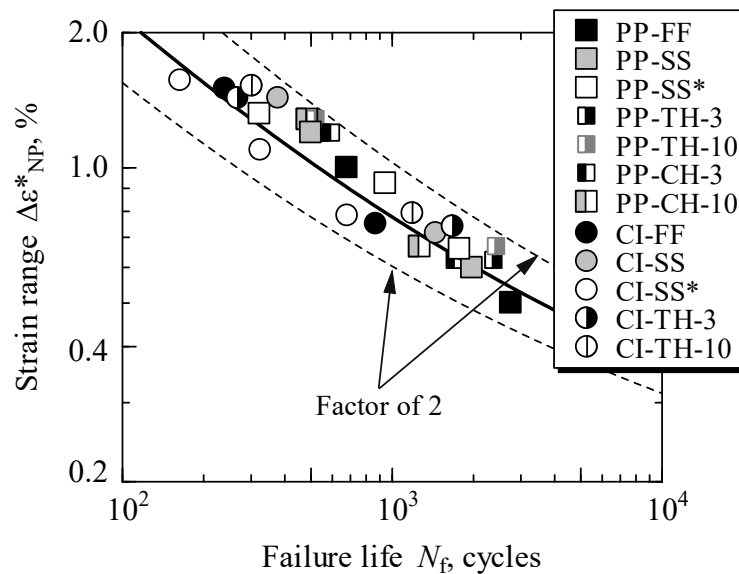 2.0
1.0
0.4
0.2
Strain range Δε*NP, %
10²
10³
10⁴
Failure life Nf, cycles
Factor of 2
PP-FF
PP-SS
PP-SS*
PP-TH-3
PP-TH-10
PP-CH-3
PP-CH-10
CI-FF
CI-SS
CI-SS*
CI-TH-3
CI-TH-10